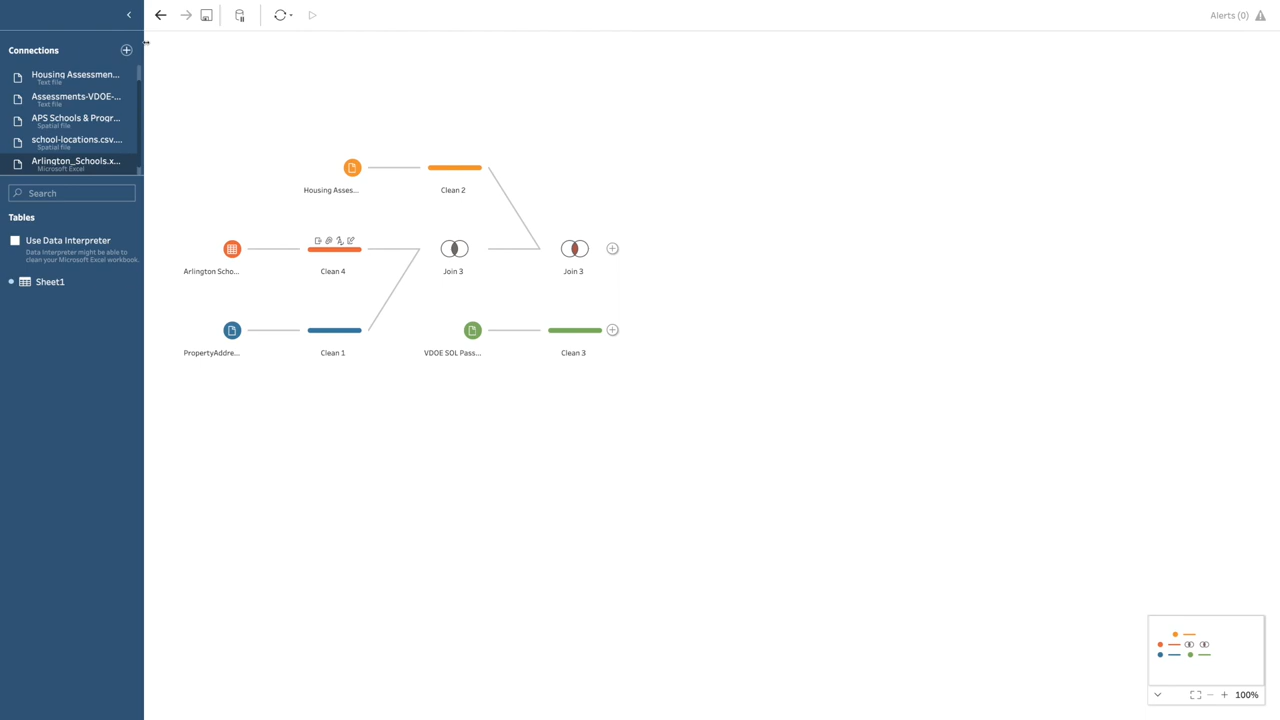 Alerts (0)
Connections
Housing Assessmen...
Text file
Assessments-VDOE-...
Text file
APS Schools & Progr...
Spatial file
school-locations.csv....
Spatial file
Arlington_Schools.x...
Microsoft Excel
Search
Tables
Use Data Interpreter
Data Interpreter might be able to
clean your Microsoft Excel workbook.
Sheet1
Housing Asses...
Clean 2
Arlington Scho...
Clean 4
Join 3
Join 3
PropertyAddre...
Clean 1
VDOE SOL Pass...
Clean 3
100%